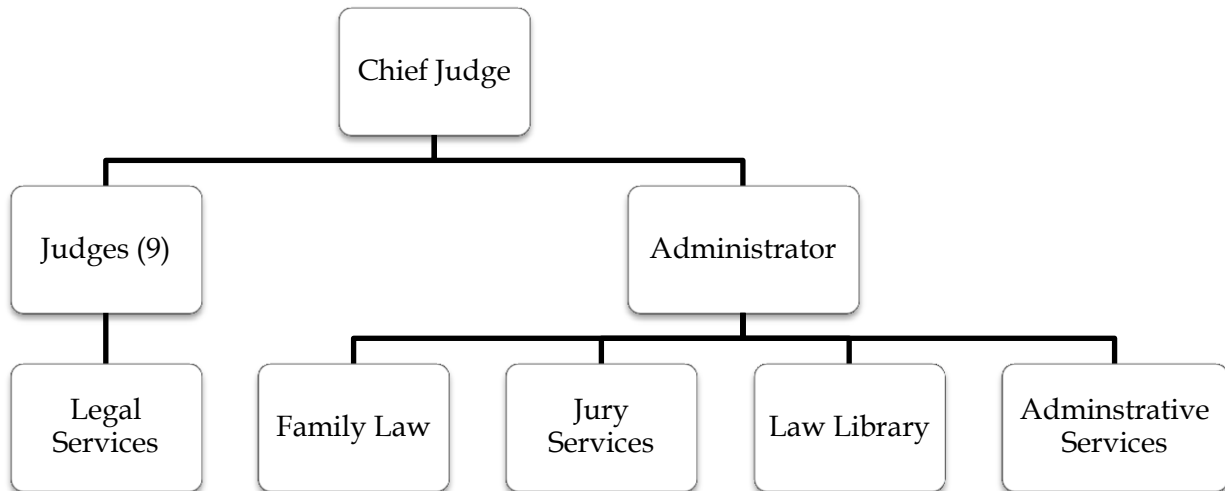 Chief Judge
Judges (9)
Administrator
Legal
Services
Family Law
Jury
Services
Law Library
Adminstrative
Services